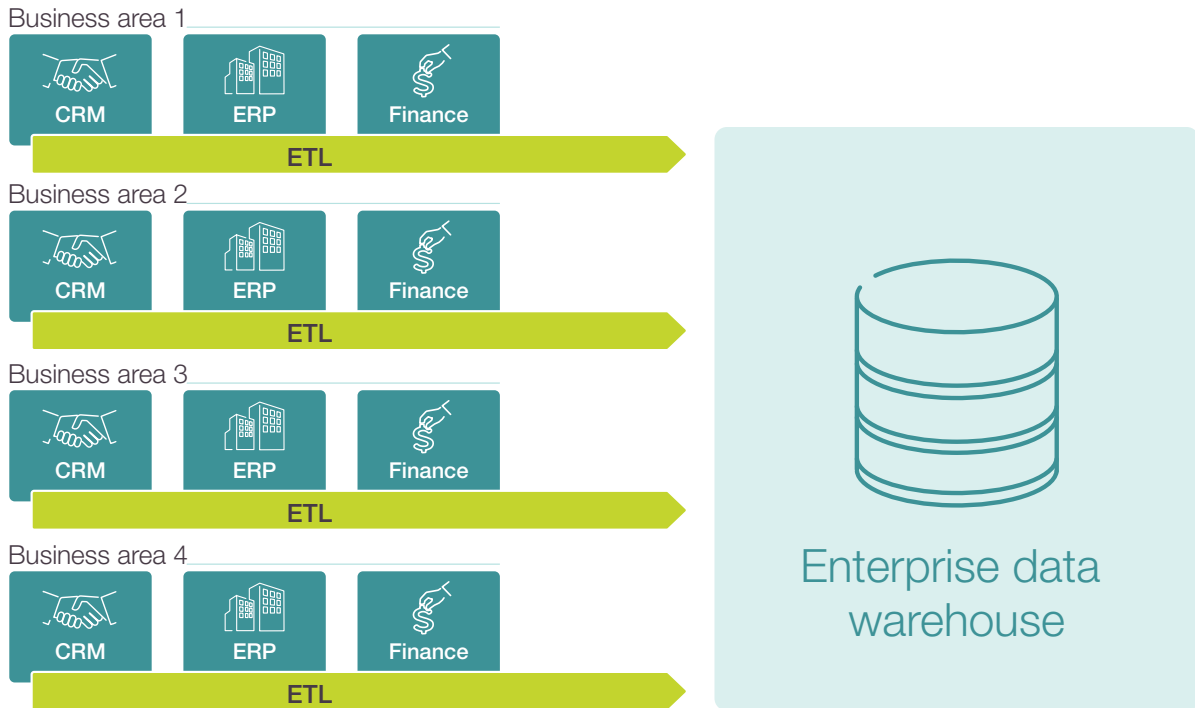 Business area 1
CRM ERP Finance
ETL
Business area 2
CRM ERP Finance
ETL
Business area 3
CRM ERP Finance
ETL
Business area 4
CRM ERP Finance
ETL
Enterprise data
warehouse